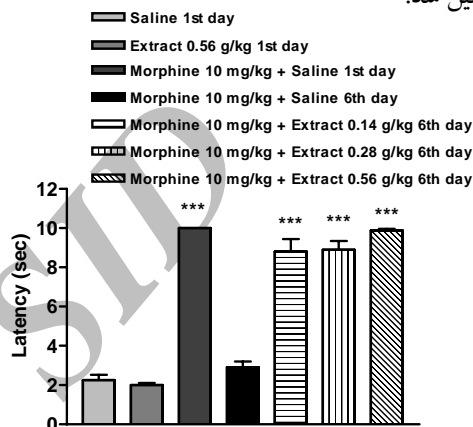 Saline 1st day
Extract 0.56 g/kg 1st day
Morphine 10 mg/kg + Saline 1st day
Morphine 10 mg/kg + Saline 6th day
Morphine 10 mg/kg + Extract 0.14 g/kg 6th day
Morphine 10 mg/kg + Extract 0.28 g/kg 6th day
Morphine 10 mg/kg + Extract 0.56 g/kg 6th day
12
10
8
6
4
2
0
Latency (sec)
***
***
***
***
SID